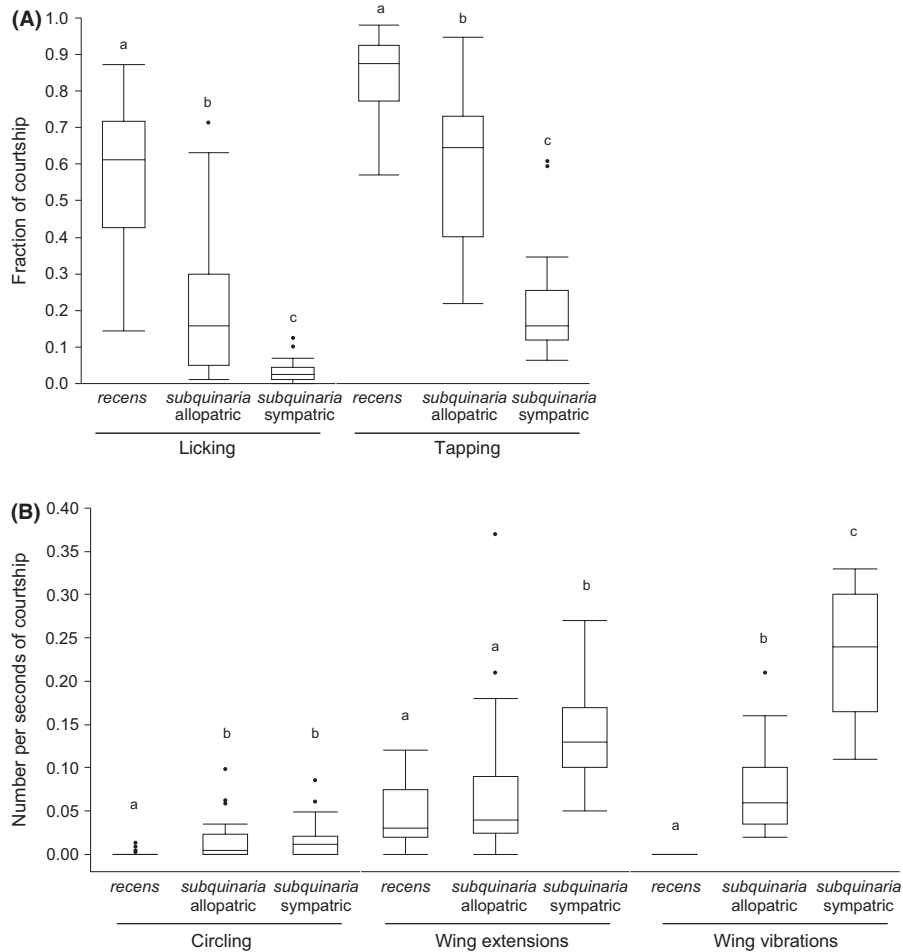 (A)
Fraction of courtship
1.0
0.9
0.8
0.7
0.6
0.5
0.4
0.3
0.2
0.1
0.0
a
b
c
a
b
c
recens
subquinaria allopatric
subquinaria sympatric
recens
subquinaria allopatric
subquinaria sympatric
Licking
Tapping
(B)
Number per seconds of courtship
0.40
0.35
0.30
0.25
0.20
0.15
0.10
0.05
0.00
a
b
b
a
a
b
a
b
c
recens
subquinaria allopatric
subquinaria sympatric
recens
subquinaria allopatric
subquinaria sympatric
recens
subquinaria allopatric
subquinaria sympatric
Circling
Wing extensions
Wing vibrations